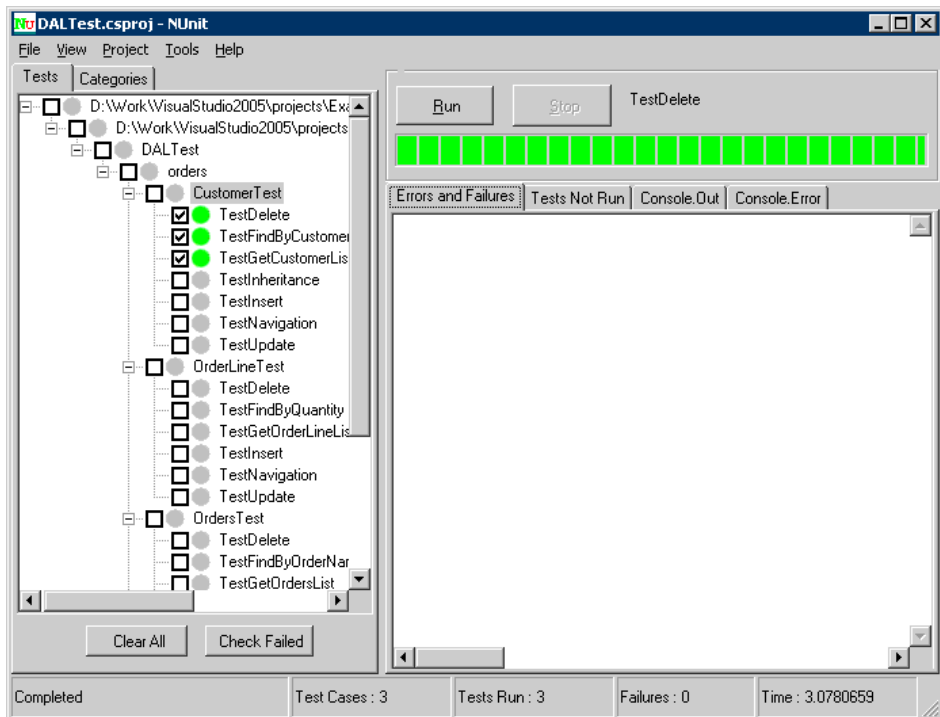 NU DALTest.csproj - NUnit
File View Project Tools Help
Tests Categories
D:\Work\VisualStudio2005\projects\Exa
D:\Work\VisualStudio2005\projects
DALTest
orders
CustomerTest
TestDelete
TestFindByCustomer
TestGetCustomerLis
TestInheritance
TestInsert
TestNavigation
TestUpdate
OrderLineTest
TestDelete
TestFindByQuantity
TestGetOrderLineLis
TestInsert
TestNavigation
TestUpdate
OrdersTest
TestDelete
TestFindByOrderNar
TestGetOrdersList
Clear All Check Failed
Run Stop TestDelete
Errors and Failures Tests Not Run Console.Out Console.Error
Completed Test Cases : 3 Tests Run : 3 Failures : 0 Time : 3.0780659